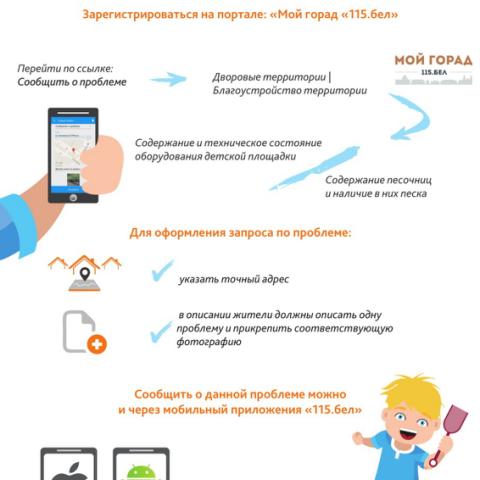 Зарегистрироваться на портале: «Мой горад «115.бел»
МОЙ ГОРАД
115.БЕЛ
Перейти по ссылке:
Сообщить о проблеме
Дворовые территории |
Благоустройство территории
Содержание и техническое состояние
оборудования детской площадки
Содержание песочниц
и наличие в них песка
Для оформления запроса по проблеме:
указать точный адрес
в описании жители должны описать одну
проблему и прикрепить соответствующую
фотографию
Сообщить о данной проблеме можно
и через мобильный приложения «115.бел»